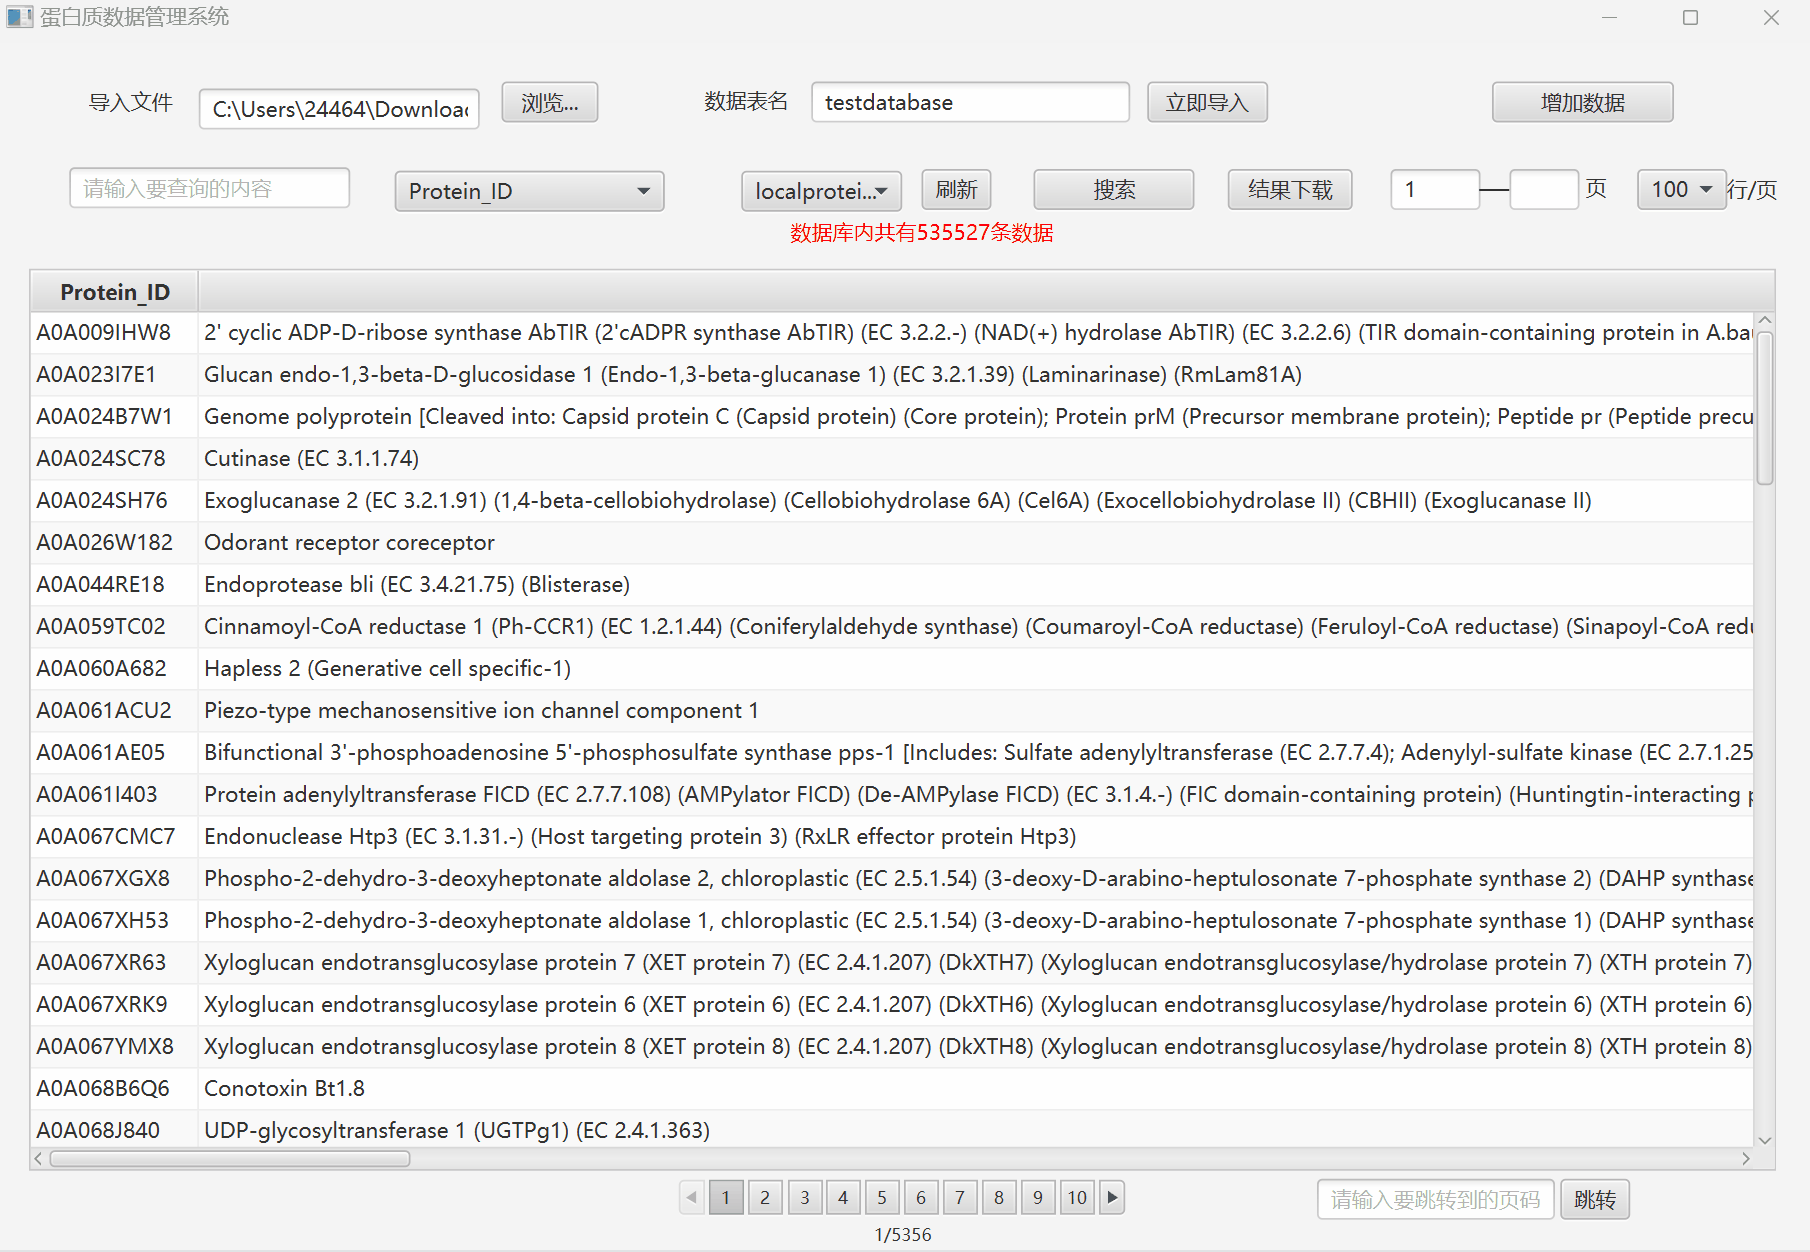 蛋白质数据管理系统
导入文件 C:\Users\24464\Downloa 浏览... 数据表名 testdatabase 立即导入 增加数据
请输入要查询的内容 Protein_ID localprotei... 刷新 搜索 结果下载 1 — 页 100 行/页
数据库内共有535527条数据
Protein_ID
A0A009IHW8 2' cyclic ADP-D-ribose synthase AbTIR (2'cADPR synthase AbTIR) (EC 3.2.2.-) (NAD(+) hydrolase AbTIR) (EC 3.2.2.6) (TIR domain-containing protein in A.bau
A0A023I7E1 Glucan endo-1,3-beta-D-glucosidase 1 (Endo-1,3-beta-glucanase 1) (EC 3.2.1.39) (Laminarinase) (RmLam81A)
A0A024B7W1 Genome polyprotein [Cleaved into: Capsid protein C (Capsid protein) (Core protein); Protein prM (Precursor membrane protein); Peptide pr (Peptide precu
A0A024SC78 Cutinase (EC 3.1.1.74)
A0A024SH76 Exoglucanase 2 (EC 3.2.1.91) (1,4-beta-cellobiohydrolase) (Cellobiohydrolase 6A) (Cel6A) (Exocellobiohydrolase II) (CBHII) (Exoglucanase II)
A0A026W182 Odorant receptor coreceptor
A0A044RE18 Endoprotease bli (EC 3.4.21.75) (Blisterase)
A0A059TC02 Cinnamoyl-CoA reductase 1 (Ph-CCR1) (EC 1.2.1.44) (Coniferylaldehyde synthase) (Coumaroyl-CoA reductase) (Feruloyl-CoA reductase) (Sinapoyl-CoA redu
A0A060A682 Hapless 2 (Generative cell specific-1)
A0A061ACU2 Piezo-type mechanosensitive ion channel component 1
A0A061AE05 Bifunctional 3'-phosphoadenosine 5'-phosphosulfate synthase pps-1 [Includes: Sulfate adenylyltransferase (EC 2.7.7.4); Adenylyl-sulfate kinase (EC 2.7.1.25
A0A061I403 Protein adenylyltransferase FICD (EC 2.7.7.108) (AMPylator FICD) (De-AMPylase FICD) (EC 3.1.4.-) (FIC domain-containing protein) (Huntingtin-interacting p
A0A067CMC7 Endonuclease Htp3 (EC 3.1.31.-) (Host targeting protein 3) (RxLR effector protein Htp3)
A0A067XGX8 Phospho-2-dehydro-3-deoxyheptonate aldolase 2, chloroplastic (EC 2.5.1.54) (3-deoxy-D-arabino-heptulosonate 7-phosphate synthase 2) (DAHP synthase
A0A067XH53 Phospho-2-dehydro-3-deoxyheptonate aldolase 1, chloroplastic (EC 2.5.1.54) (3-deoxy-D-arabino-heptulosonate 7-phosphate synthase 1) (DAHP synthase
A0A067XR63 Xyloglucan endotransglucosylase protein 7 (XET protein 7) (EC 2.4.1.207) (DkXTH7) (Xyloglucan endotransglucosylase/hydrolase protein 7) (XTH protein 7)
A0A067XRK9 Xyloglucan endotransglucosylase protein 6 (XET protein 6) (EC 2.4.1.207) (DkXTH6) (Xyloglucan endotransglucosylase/hydrolase protein 6) (XTH protein 6)
A0A067YMX8 Xyloglucan endotransglucosylase protein 8 (XET protein 8) (EC 2.4.1.207) (DkXTH8) (Xyloglucan endotransglucosylase/hydrolase protein 8) (XTH protein 8)
A0A068B6Q6 Conotoxin Bt1.8
A0A068J840 UDP-glycosyltransferase 1 (UGTPg1) (EC 2.4.1.363)
1 2 3 4 5 6 7 8 9 10 请输入要跳转到的页码 跳转
1/5356